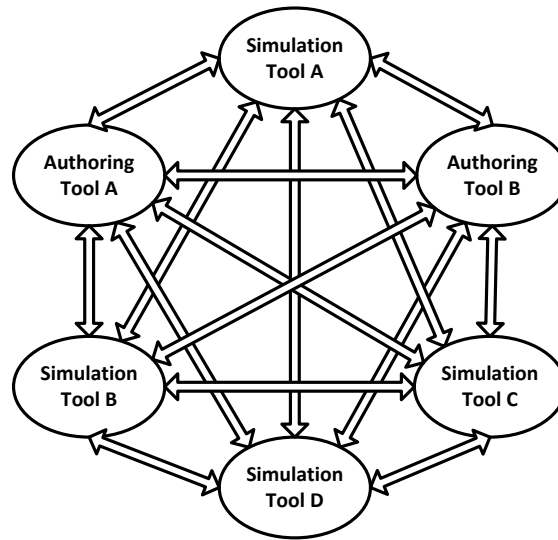 Simulation
Tool A
Authoring
Tool A
Authoring
Tool B
Simulation
Tool B
Simulation
Tool C
Simulation
Tool D